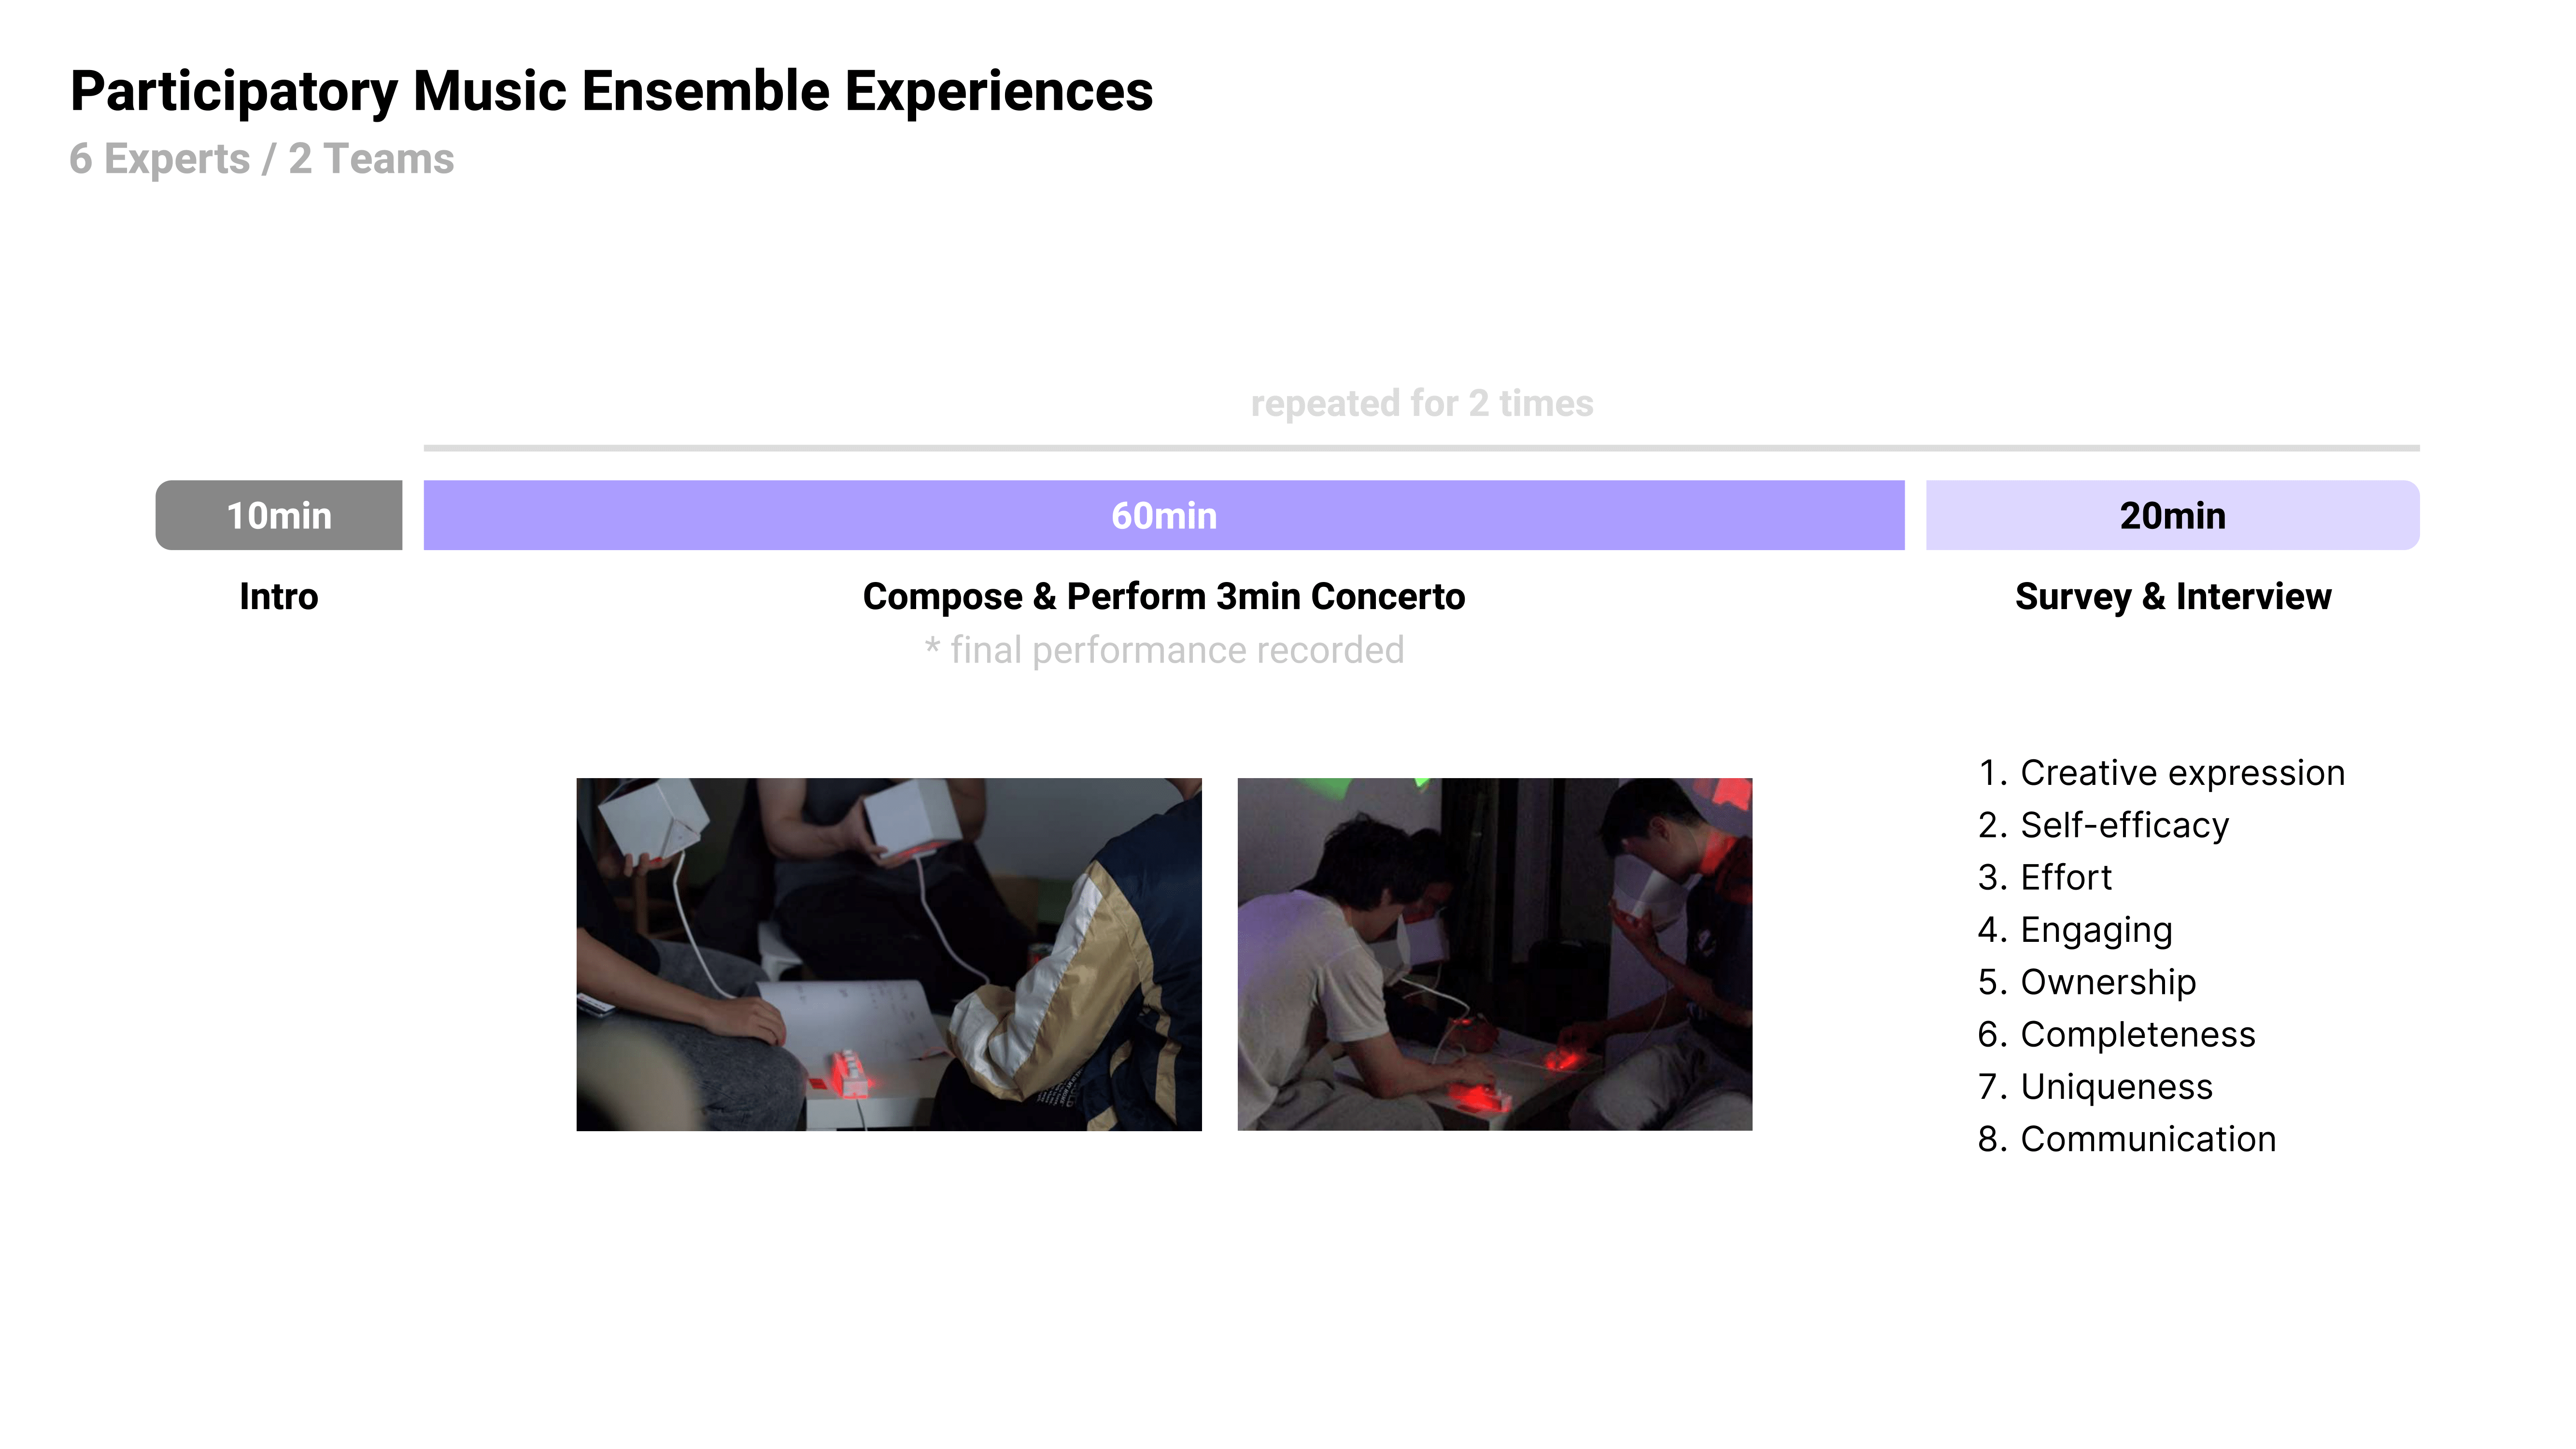 Participatory Music Ensemble Experiences
6 Experts / 2 Teams
repeated for 2 times
10min
60min
20min
Intro
Compose & Perform 3min Concerto
* final performance recorded
Survey & Interview
1. Creative expression
2. Self-efficacy
3. Effort
4. Engaging
5. Ownership
6. Completeness
7. Uniqueness
8. Communication